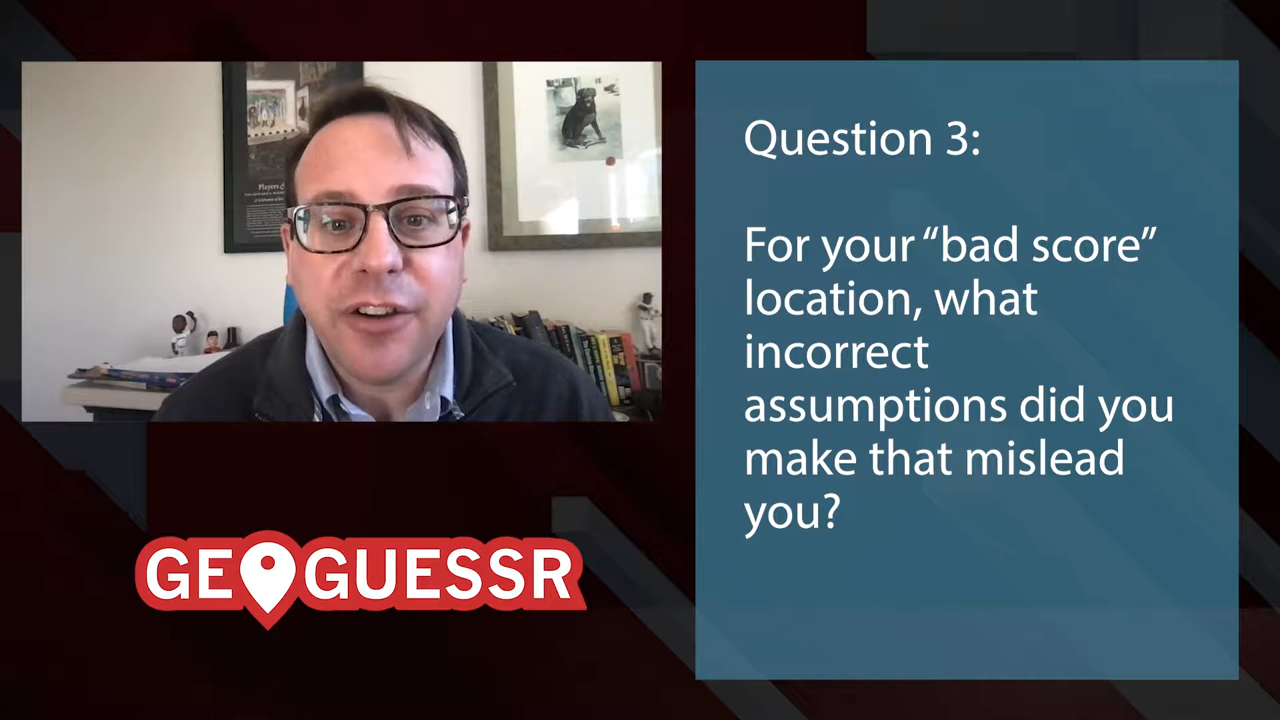 Players &
Question 3:
For your “bad score”
location, what
incorrect
assumptions did you
make that mislead
you?
GEOGUESSR